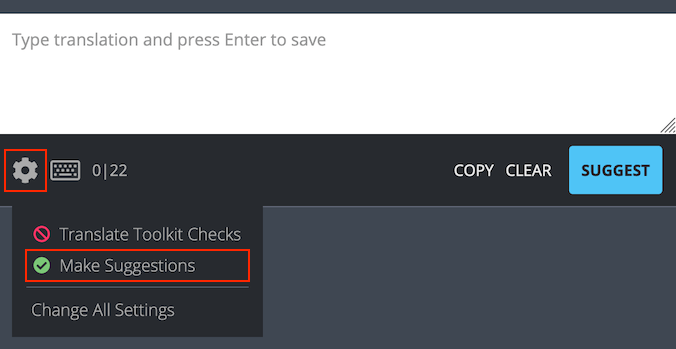 Type translation and press Enter to save
0|22 COPY CLEAR SUGGEST
Translate Toolkit Checks
Make Suggestions
Change All Settings